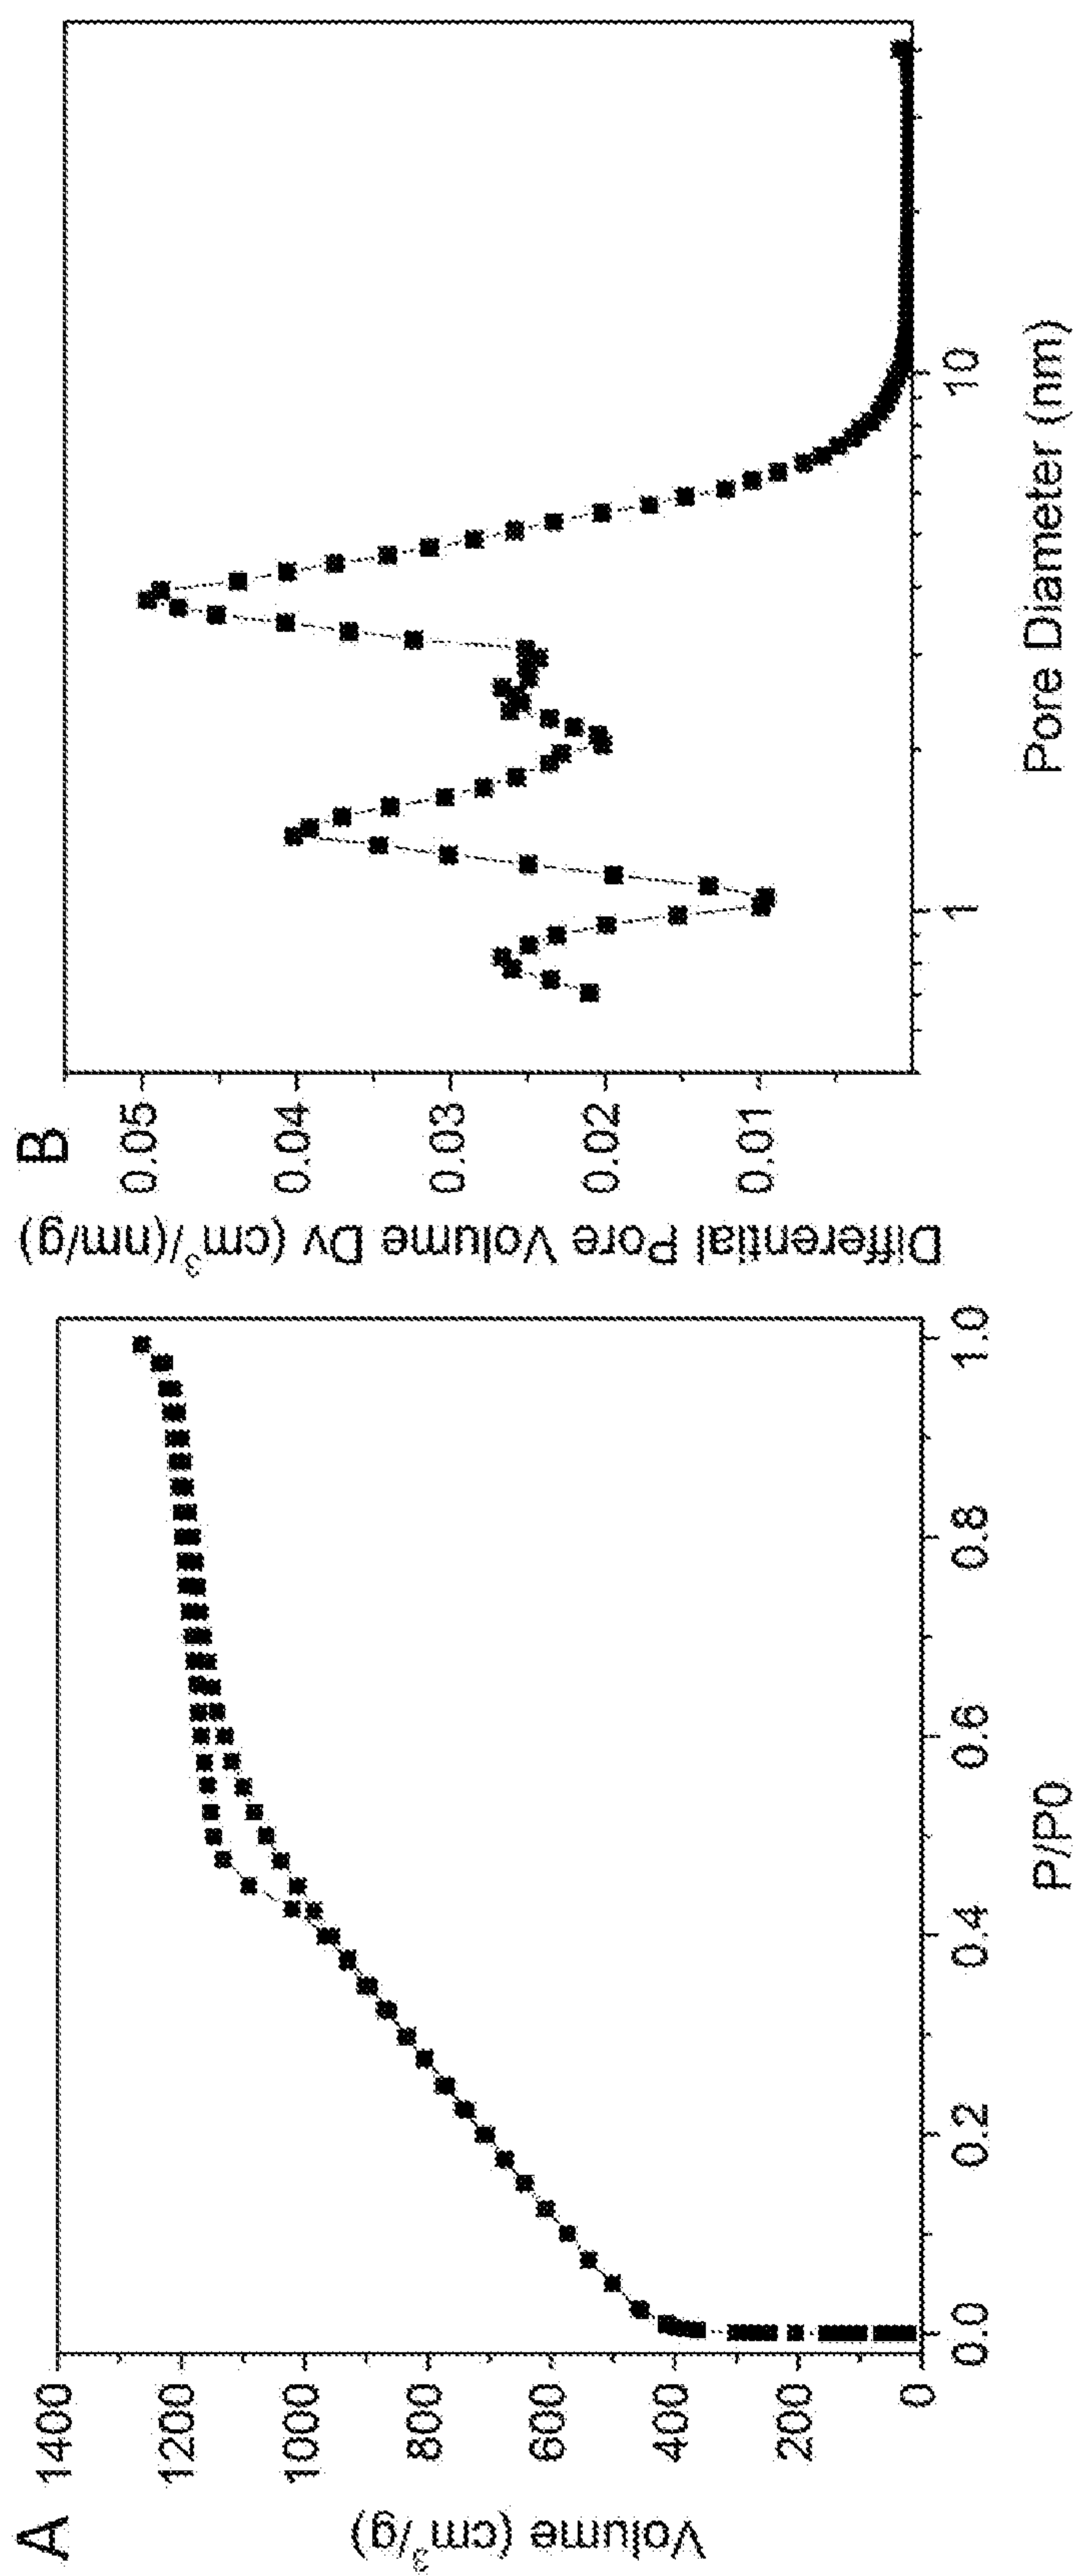 A
Volume (cm³/g)
1400
1200
1000
800
600
400
200
0
0.0 0.2 0.4 0.6 0.8 1.0
P/P0
B
Differential Pore Volume Dv (cm³/(nm/g)
0.05
0.04
0.03
0.02
0.01
1 10
Pore Diameter (nm)